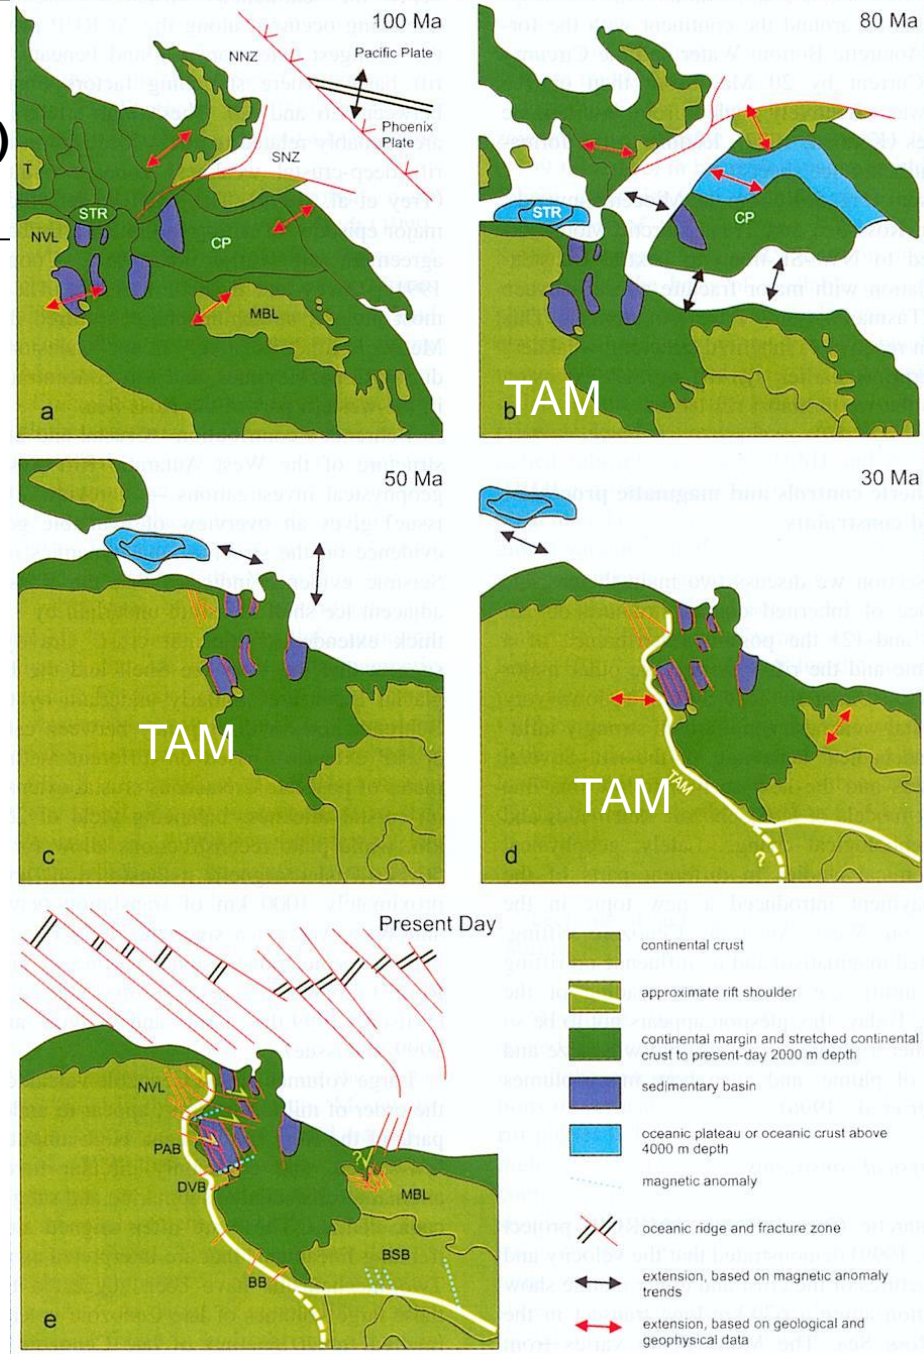 )
100 Ma
NNZ
Pacific Plate
Phoenix
Plate
SNZ
T
STR
NVL
CP
MBL
a
80 Ma
STR
CP
TAM
b
50 Ma
TAM
c
30 Ma
TAM
TAM
?
d
Present Day
NVL
PAB
DVB
?
MBL
BSB
BB
e
continental crust
approximate rift shoulder
continental margin and stretched continental
crust to present-day 2000 m depth
sedimentary basin
oceanic plateau or oceanic crust above
4000 m depth
magnetic anomaly
oceanic ridge and fracture zone
extension, based on magnetic anomaly
trends
extension, based on geological and
geophysical data